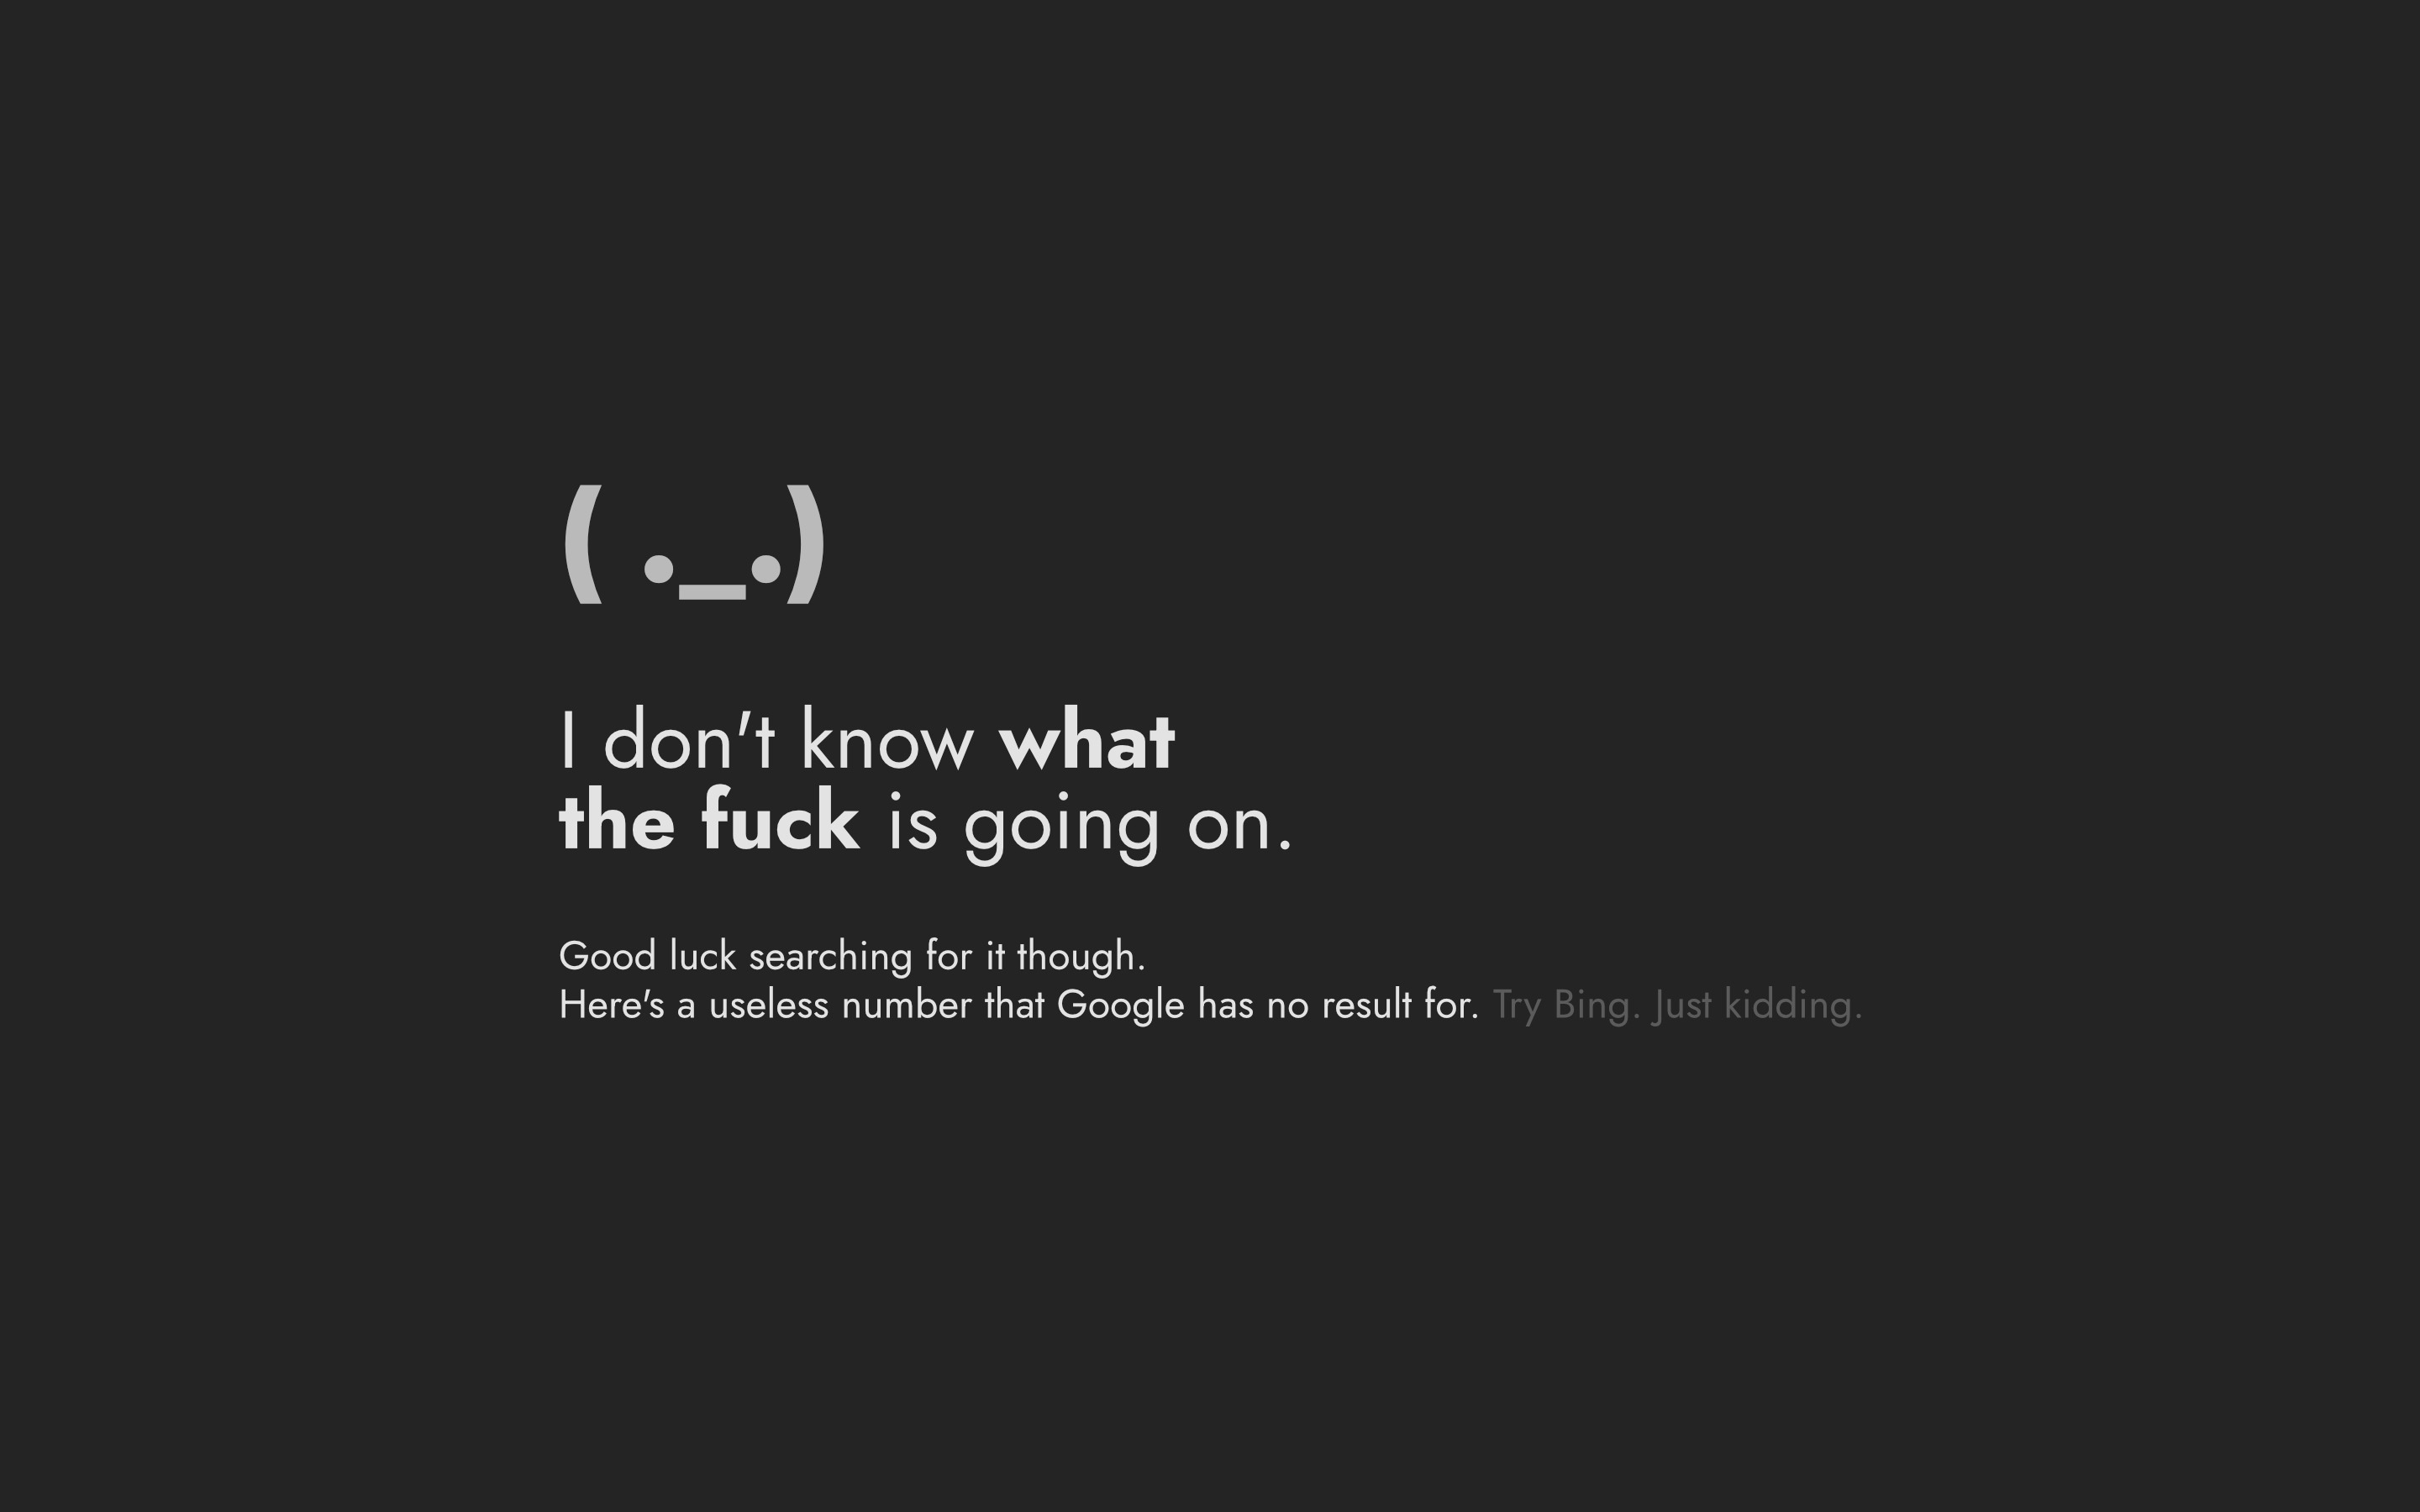 ( ._.)
I don't know what
the fuck is going on.
Good luck searching for it though.
Here's a useless number that Google has no result for. Try Bing. Just kidding.